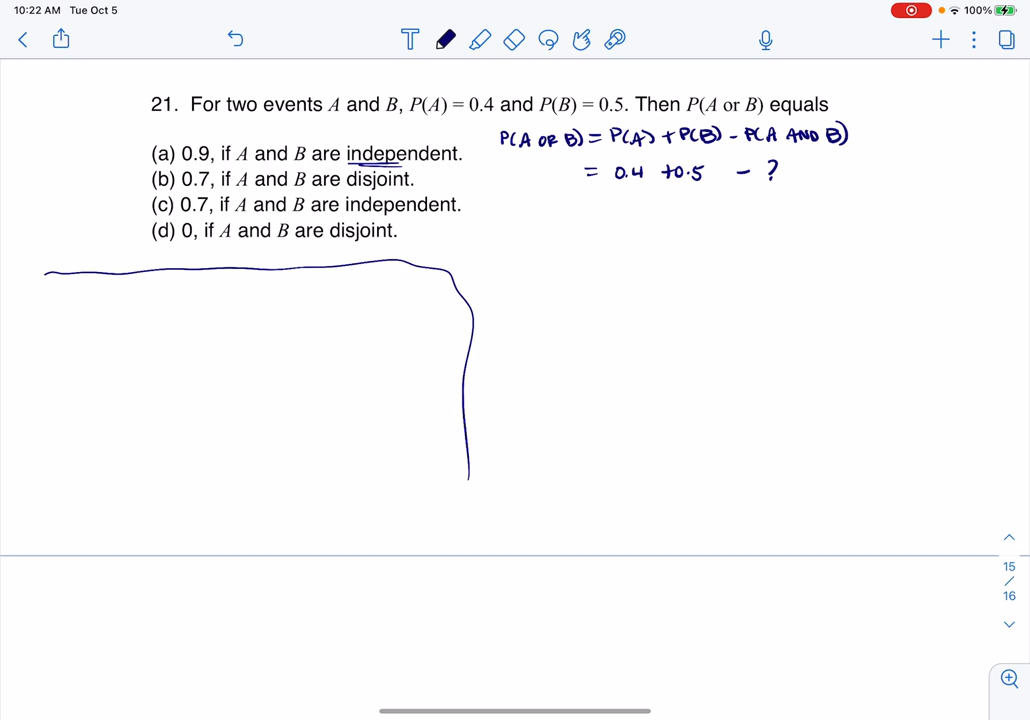 10:22 AM Tue Oct 5
100%
21. For two events A and B, P(A) = 0.4 and P(B) = 0.5. Then P(A or B) equals
P(A OR B) = P(A) + P(B) - P(A AND B)
(a) 0.9, if A and B are independent.
= 0.4 +0.5 - ?
(b) 0.7, if A and B are disjoint.
(c) 0.7, if A and B are independent.
(d) 0, if A and B are disjoint.
15
/
16